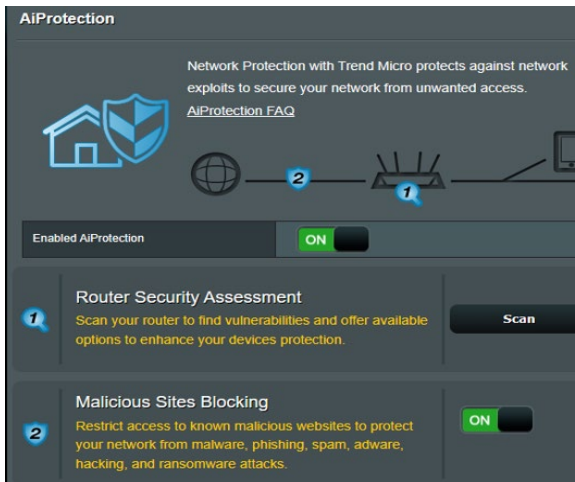 AiProtection
Network Protection with Trend Micro protects against network
exploits to secure your network from unwanted access.
AiProtection FAQ
2
1
Enabled AiProtection
ON
1
Router Security Assessment
Scan your router to find vulnerabilities and offer available
options to enhance your devices protection.
Scan
2
Malicious Sites Blocking
Restrict access to known malicious websites to protect
your network from malware, phishing, spam, adware,
hacking, and ransomware attacks.
ON